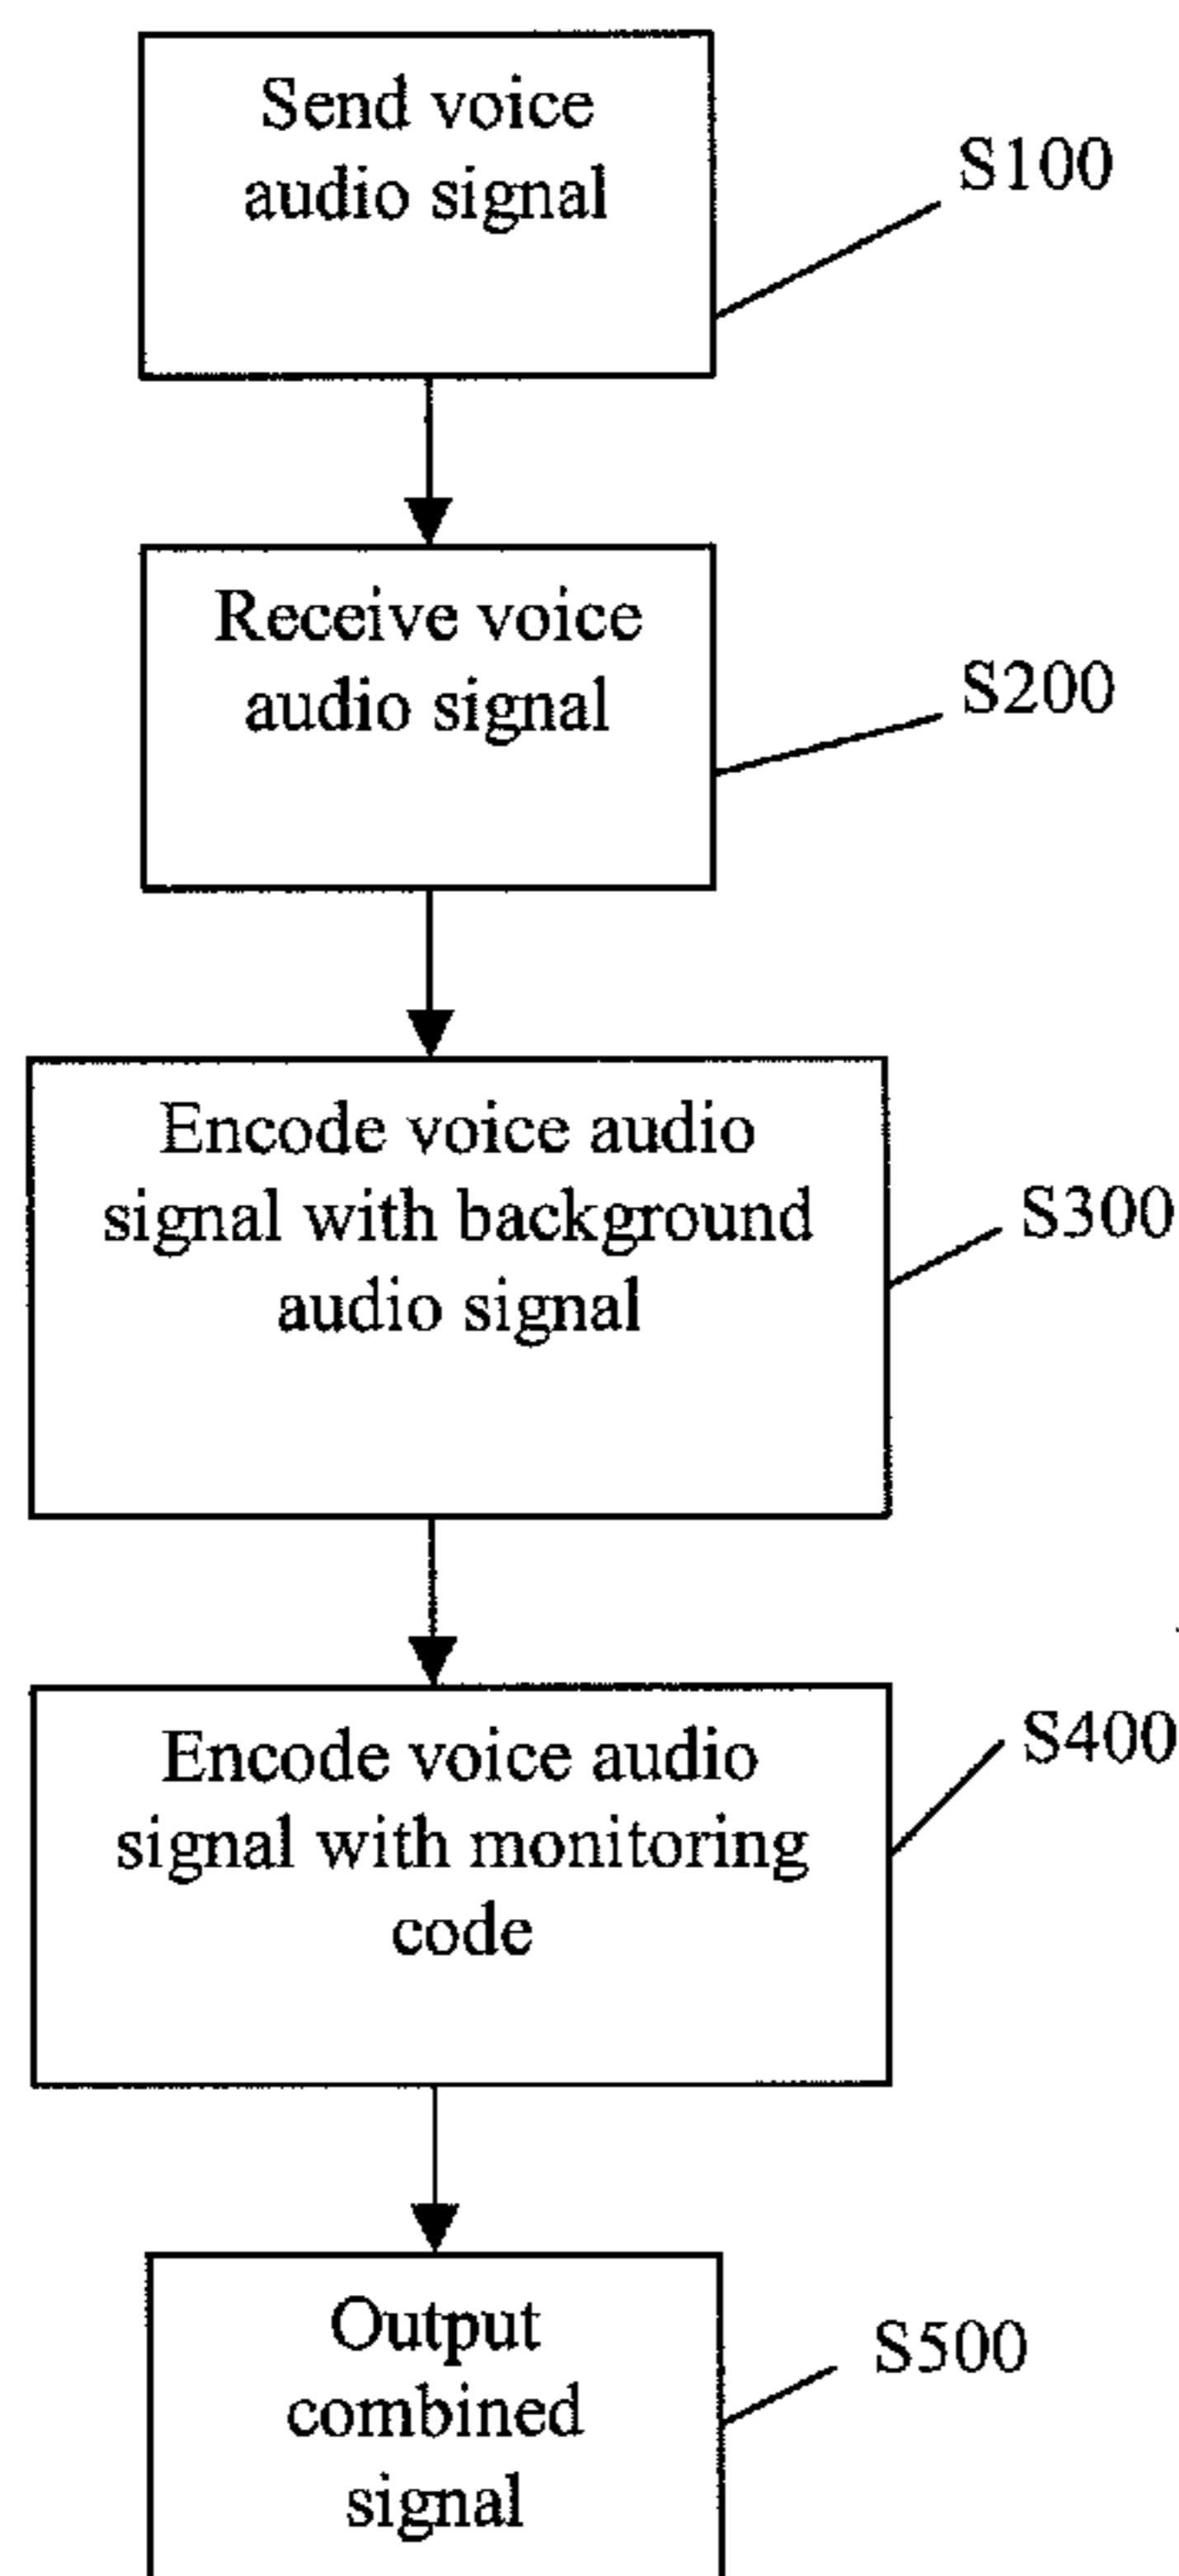 Send voice
audio signal
S100
Receive voice
audio signal
S200
Encode voice audio
signal with background
audio signal
S300
Encode voice audio
signal with monitoring
code
S400
Output
combined
signal
S500